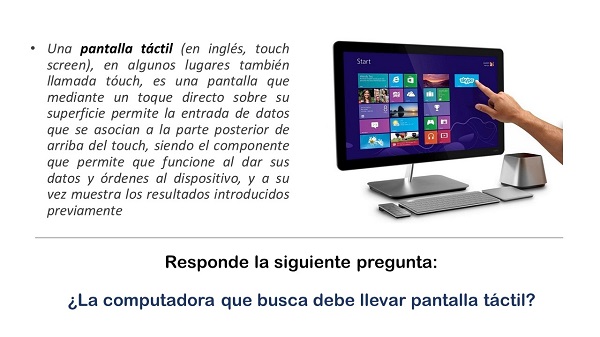 • Una pantalla táctil (en inglés, touch
screen), en algunos lugares también
llamada tóuch, es una pantalla que
mediante un toque directo sobre su
superficie permite la entrada de datos
que se asocian a la parte posterior de
arriba del touch, siendo el componente
que permite que funcione al dar sus
datos y órdenes al dispositivo, y a su
vez muestra los resultados introducidos
previamente
Start
skype
Responde la siguiente pregunta:
¿La computadora que busca debe llevar pantalla táctil?